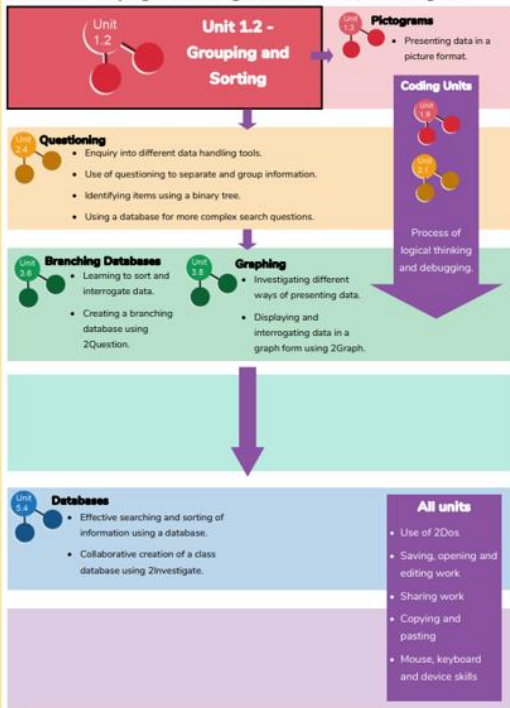 Unit
1.2
Unit 1.2 -
Grouping and
Sorting
Unit
1.3
Pictograms
• Presenting data in a
picture format.
Coding Units
Unit
1.9
Unit
2.1
Process of
logical thinking
and debugging.
Unit
2.4
Questioning
• Enquiry into different data handling tools.
• Use of questioning to separate and group information.
• Identifying items using a binary tree.
• Using a database for more complex search questions.
Unit
3.6
Branching Databases
• Learning to sort and
interrogate data.
• Creating a branching
database using
2Question.
Unit
3.8
Graphing
• Investigating different
ways of presenting data.
• Displaying and
interrogating data in a
graph form using 2Graph.
Unit
5.4
Databases
• Effective searching and sorting of
information using a database.
• Collaborative creation of a class
database using 2Investigate.
All units
• Use of 2Dos
• Saving, opening and
editing work
• Sharing work
• Copying and
pasting
• Mouse, keyboard
and device skills